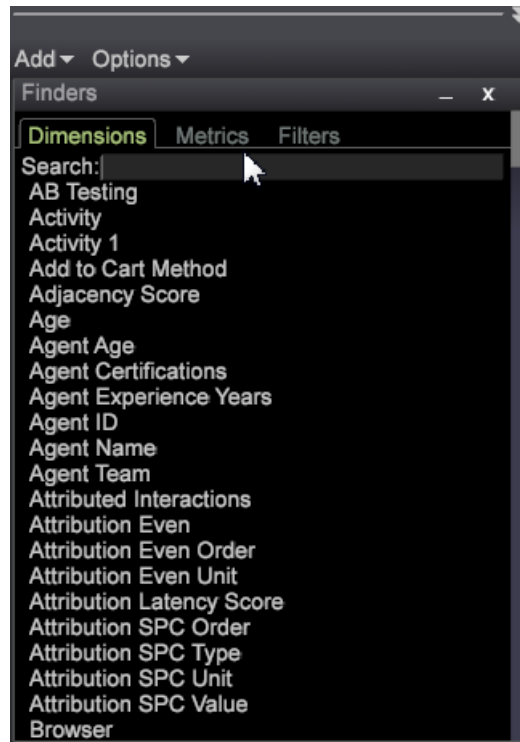 Add Options
Finders _ x
Dimensions Metrics Filters
Search:
AB Testing
Activity
Activity 1
Add to Cart Method
Adjacency Score
Age
Agent Age
Agent Certifications
Agent Experience Years
Agent ID
Agent Name
Agent Team
Attributed Interactions
Attribution Even
Attribution Even Order
Attribution Even Unit
Attribution Latency Score
Attribution SPC Order
Attribution SPC Type
Attribution SPC Unit
Attribution SPC Value
Browser